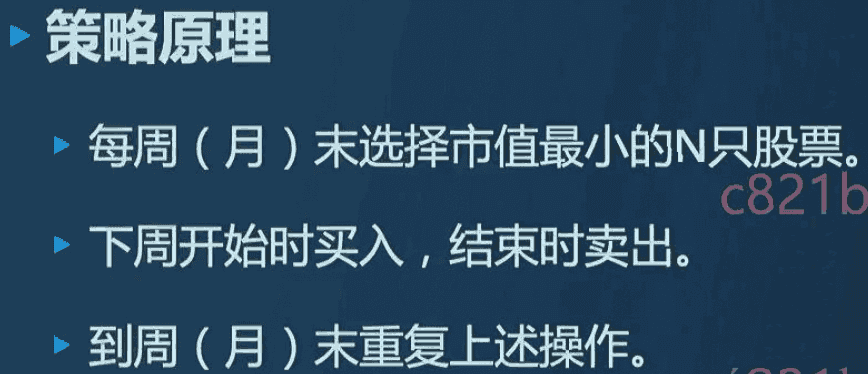 策略原理
每周（月）末选择市值最小的N只股票。
c821b
下周开始时买入，结束时卖出。
到周（月）末重复上述操作。